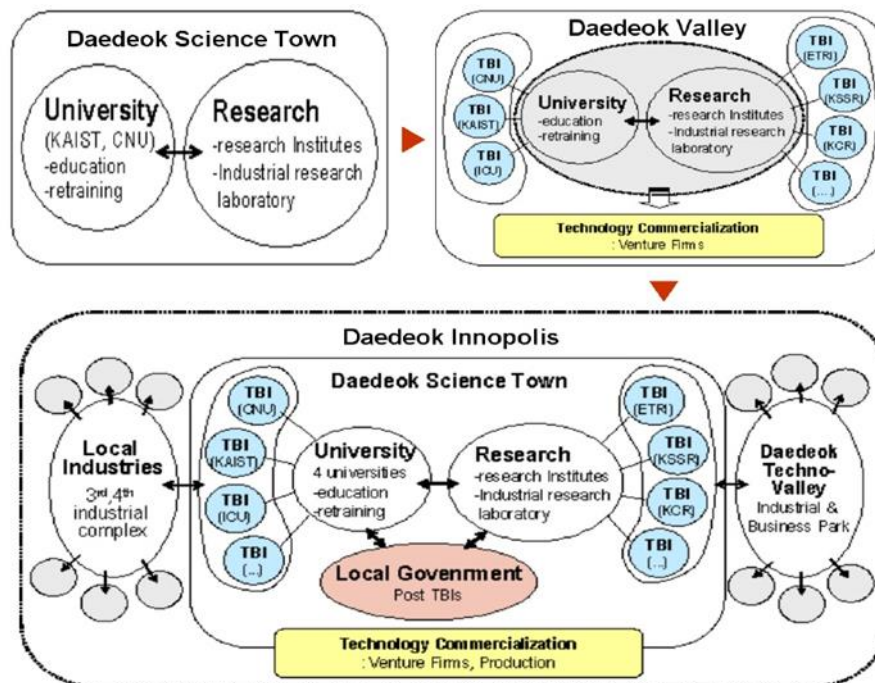 Daedeok Science Town
University
(KAIST, CNU)
-education
-retraining
Research
-research Institutes
-Industrial research
laboratory
Daedeok Valley
TBI
(CNU)
TBI
(KAIST)
TBI
(ICU)
University
-education
-retraining
Research
-research Institutes
-Industrial research
laboratory
TBI
(ETRI)
TBI
(KSSR)
TBI
(KCR)
TBI
(....)
Technology Commercialization
: Venture Firms
Daedeok Innopolis
Daedeok Science Town
Local
Industries
3rd,4th
industrial
complex
TBI
(CNU)
TBI
(KAIST)
TBI
(ICU)
TBI
(...)
University
4 universities
-education
-retraining
Research
-research Institutes
-Industrial research
laboratory
TBI
(ETRI)
TBI
(KSSR)
TBI
(KCR)
TBI
(...)
Local Govenrment
Post TBIs
Daedeok
Techno-
Valley
Industrial &
Business Park
Technology Commercialization
: Venture Firms, Production